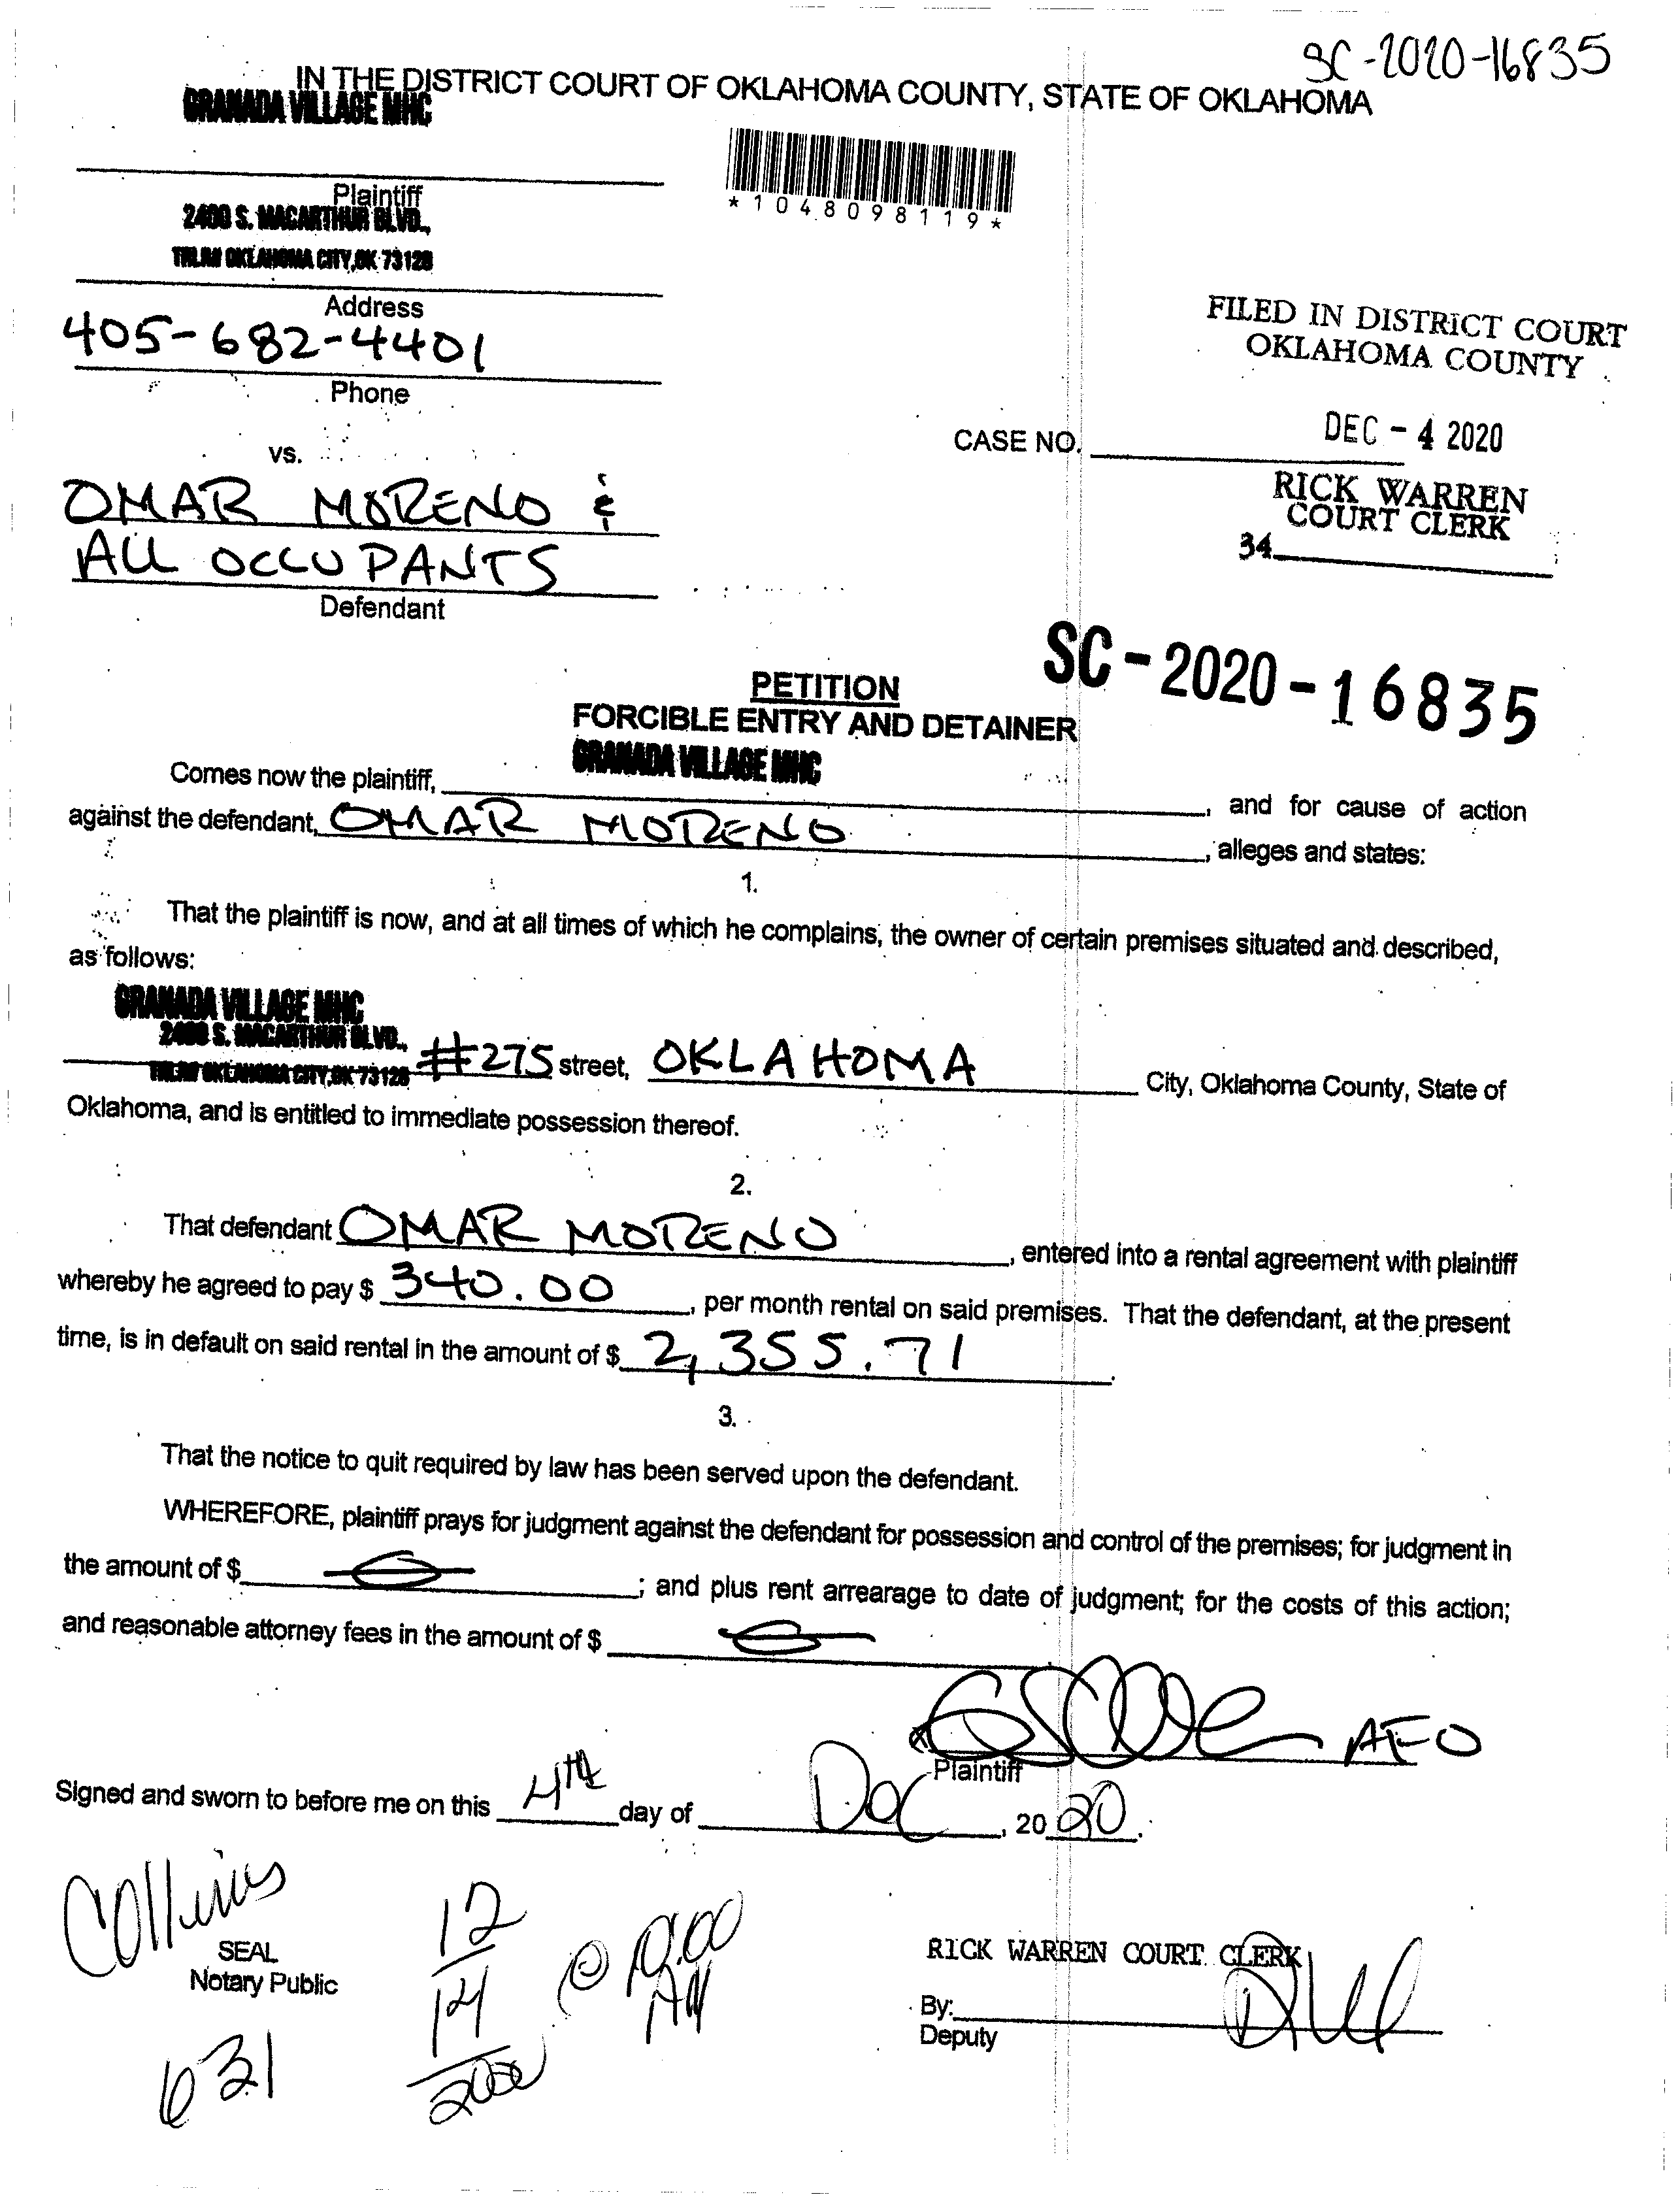 SC-2020-16835
IN THE DISTRICT COURT OF OKLAHOMA COUNTY, STATE OF OKLAHOMA
GRANADA VILLAGE MHC
*1048098119*
Plaintiff
2400 S. MACARTHUR BLVD.,
OKLAHOMA CITY, OK 73128
Address
405-682-4401
Phone
FILED IN DISTRICT COURT
OKLAHOMA COUNTY
DEC - 4 2020
CASE NO.
vs.
RICK WARREN
COURT CLERK
34
OMAR MORENO &
ALL OCCUPANTS
Defendant
SC-2020-16835
PETITION
FORCIBLE ENTRY AND DETAINER
GRANADA VILLAGE MHC
Comes now the plaintiff, , and for cause of action
against the defendant, OMAR MORENO , alleges and states:
1.
That the plaintiff is now, and at all times of which he complains, the owner of certain premises situated and described,
as follows:
GRANADA VILLAGE MHC
2400 S. MACARTHUR BLVD.,
OKLAHOMA CITY, OK 73128 #275 street, OKLAHOMA City, Oklahoma County, State of
Oklahoma, and is entitled to immediate possession thereof.
2.
That defendant OMAR MORENO , entered into a rental agreement with plaintiff
whereby he agreed to pay $ 340.00 , per month rental on said premises. That the defendant, at the present
time, is in default on said rental in the amount of $ 2,355.71 .
3.
That the notice to quit required by law has been served upon the defendant.
WHEREFORE, plaintiff prays for judgment against the defendant for possession and control of the premises; for judgment in
the amount of $ ; and plus rent arrearage to date of judgment; for the costs of this action;
and reasonable attorney fees in the amount of $
Plaintiff
Signed and sworn to before me on this 4th day of Dec , 20 20.
Collins
SEAL
Notary Public
631
12
14
2020
@ 10:00
AM
RICK WARREN COURT CLERK
By:
Deputy